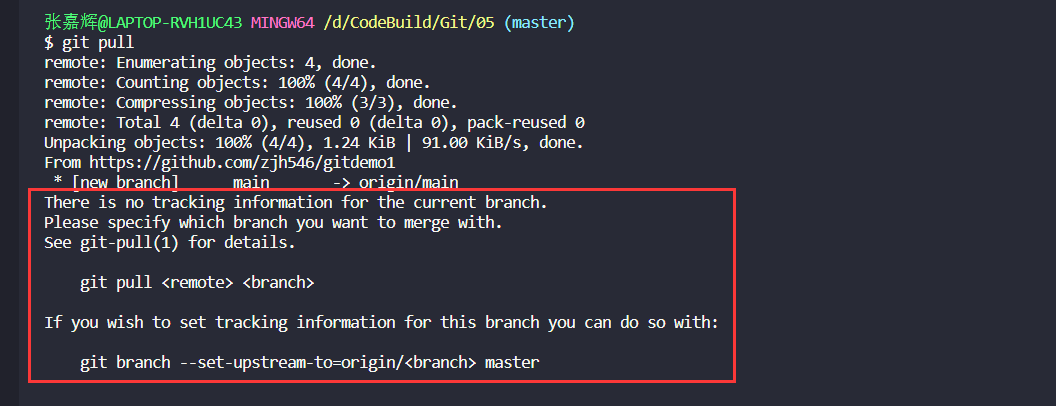 张嘉辉@LAPTOP-RVH1UC43 MINGW64 /d/CodeBuild/Git/05 (master)
$ git pull
remote: Enumerating objects: 4, done.
remote: Counting objects: 100% (4/4), done.
remote: Compressing objects: 100% (3/3), done.
remote: Total 4 (delta 0), reused 0 (delta 0), pack-reused 0
Unpacking objects: 100% (4/4), 1.24 KiB | 91.00 KiB/s, done.
From https://github.com/zjh546/gitdemo1
 * [new branch]      main       -> origin/main
There is no tracking information for the current branch.
Please specify which branch you want to merge with.
See git-pull(1) for details.
    git pull <remote> <branch>
If you wish to set tracking information for this branch you can do so with:
    git branch --set-upstream-to=origin/<branch> master